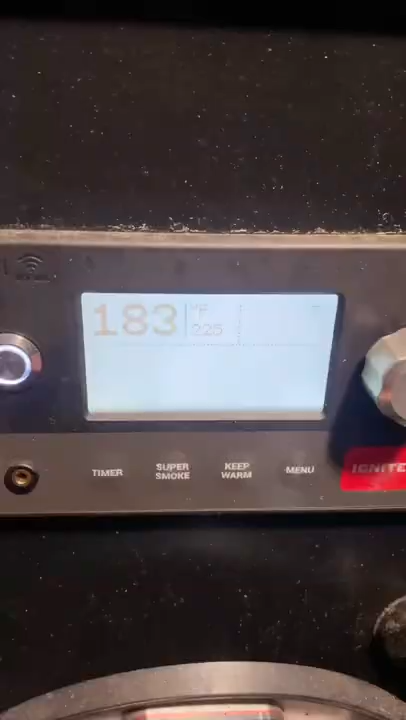 183
°F
225
TIMER
SUPER
SMOKE
KEEP
WARM
MENU
IGNITE